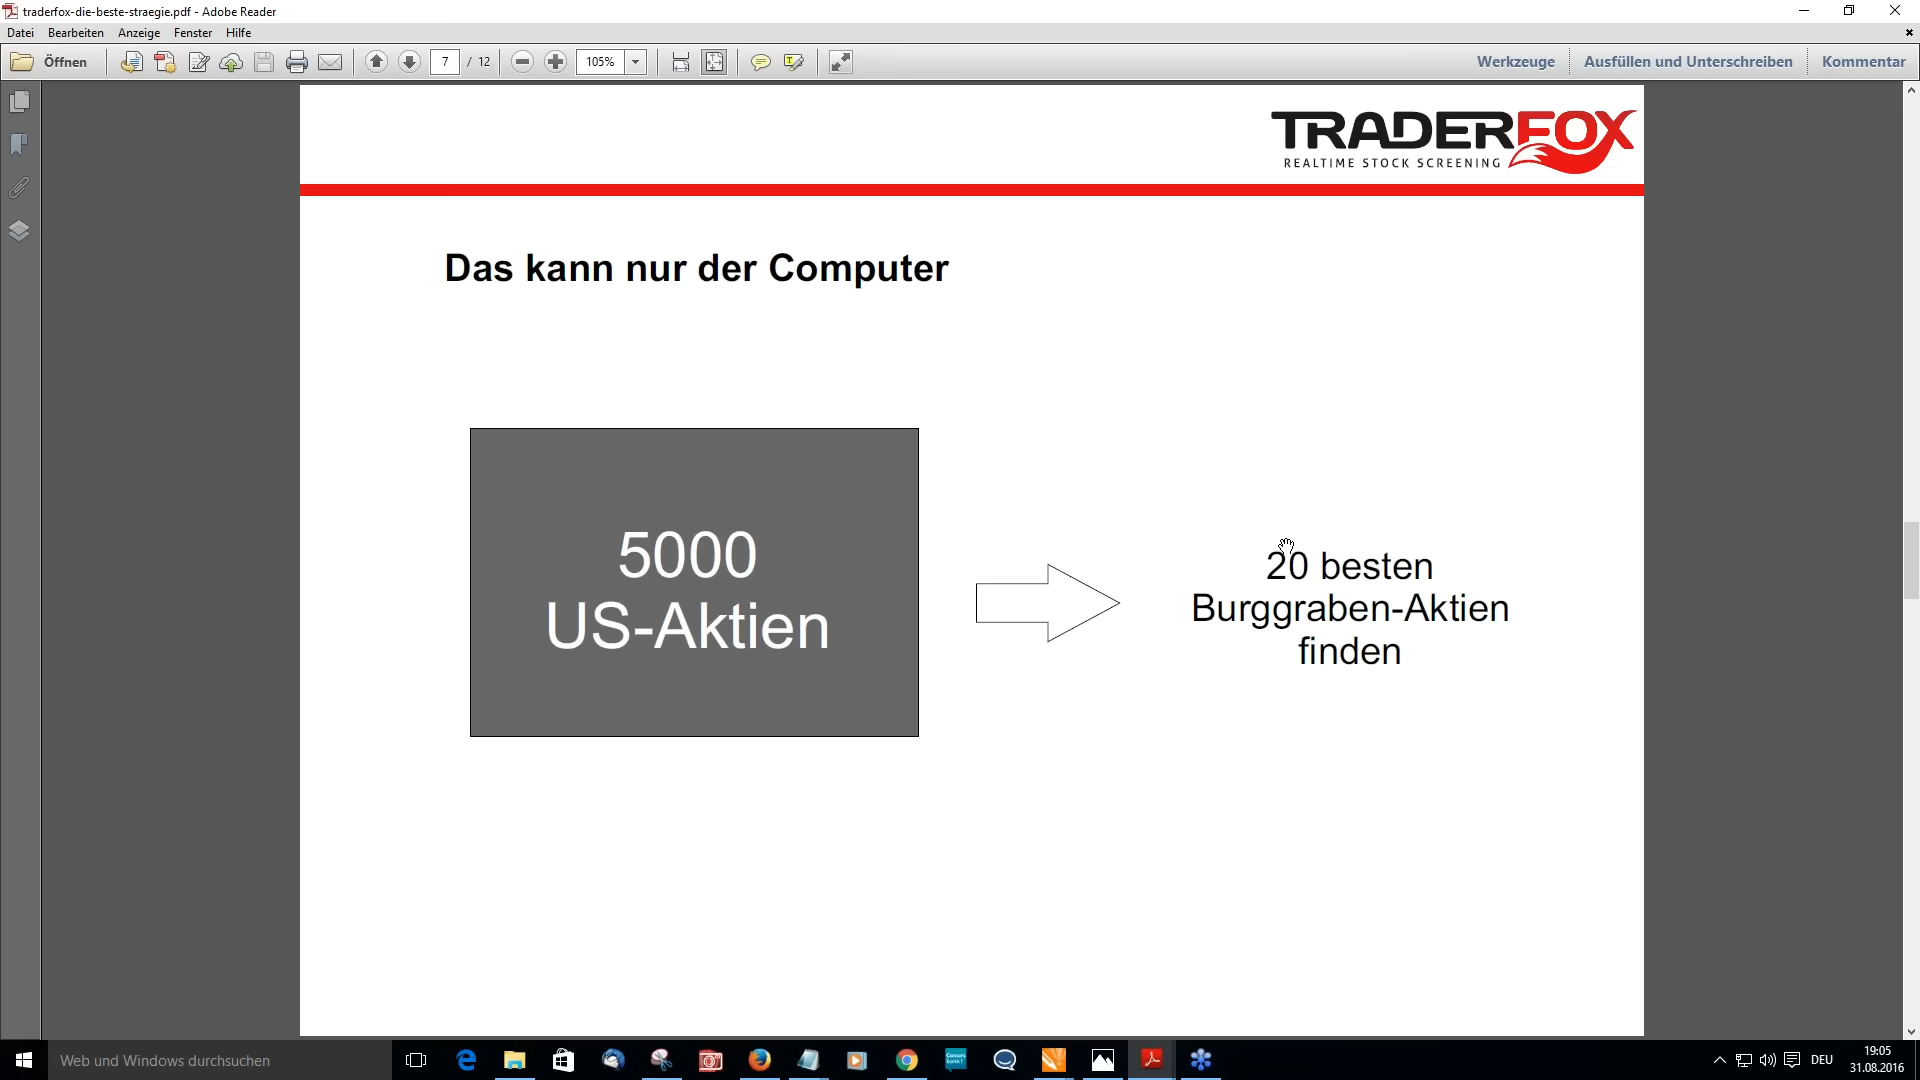 traderfox-die-beste-straegie.pdf - Adobe Reader
Datei Bearbeiten Anzeige Fenster Hilfe
Öffnen 7 / 12 105% Werkzeuge Ausfüllen und Unterschreiben Kommentar
TRADERFOX
REALTIME STOCK SCREENING
Das kann nur der Computer
5000
US-Aktien
20 besten
Burggraben-Aktien
finden
Web und Windows durchsuchen
DEU
19:05
31.08.2016